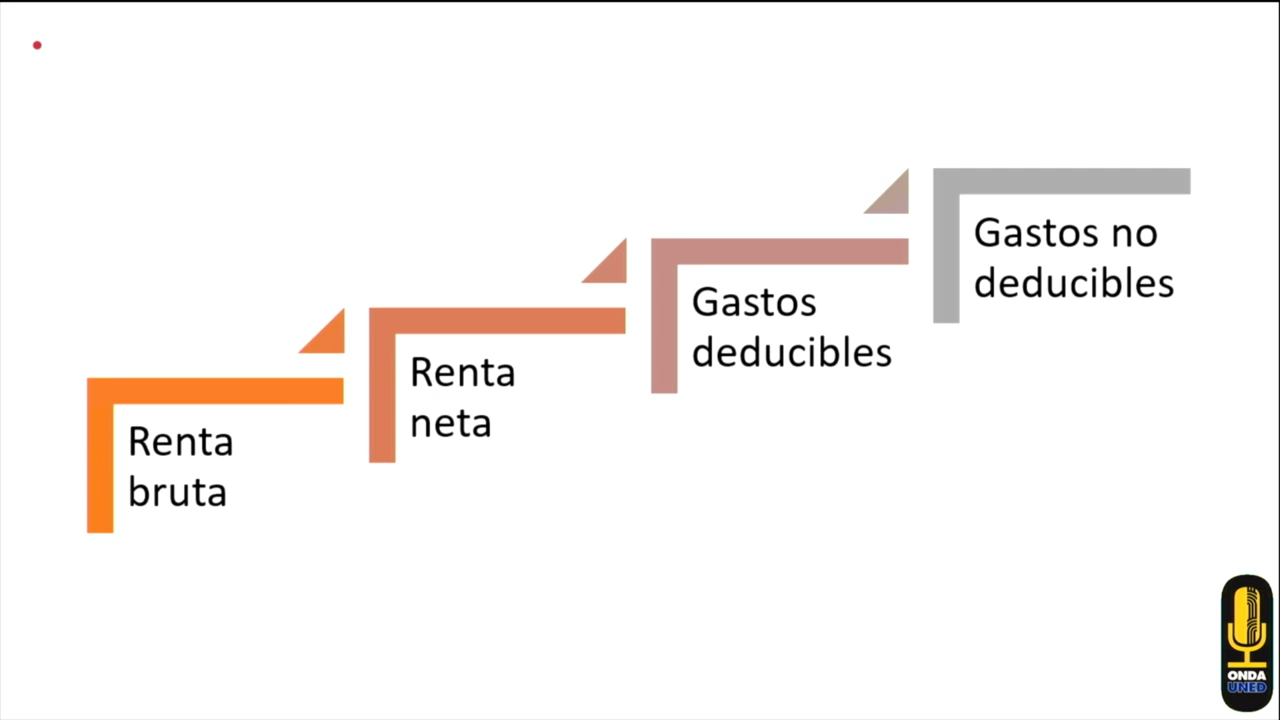 Renta
bruta
Renta
neta
Gastos
deducibles
Gastos no
deducibles
ONDA
UNED